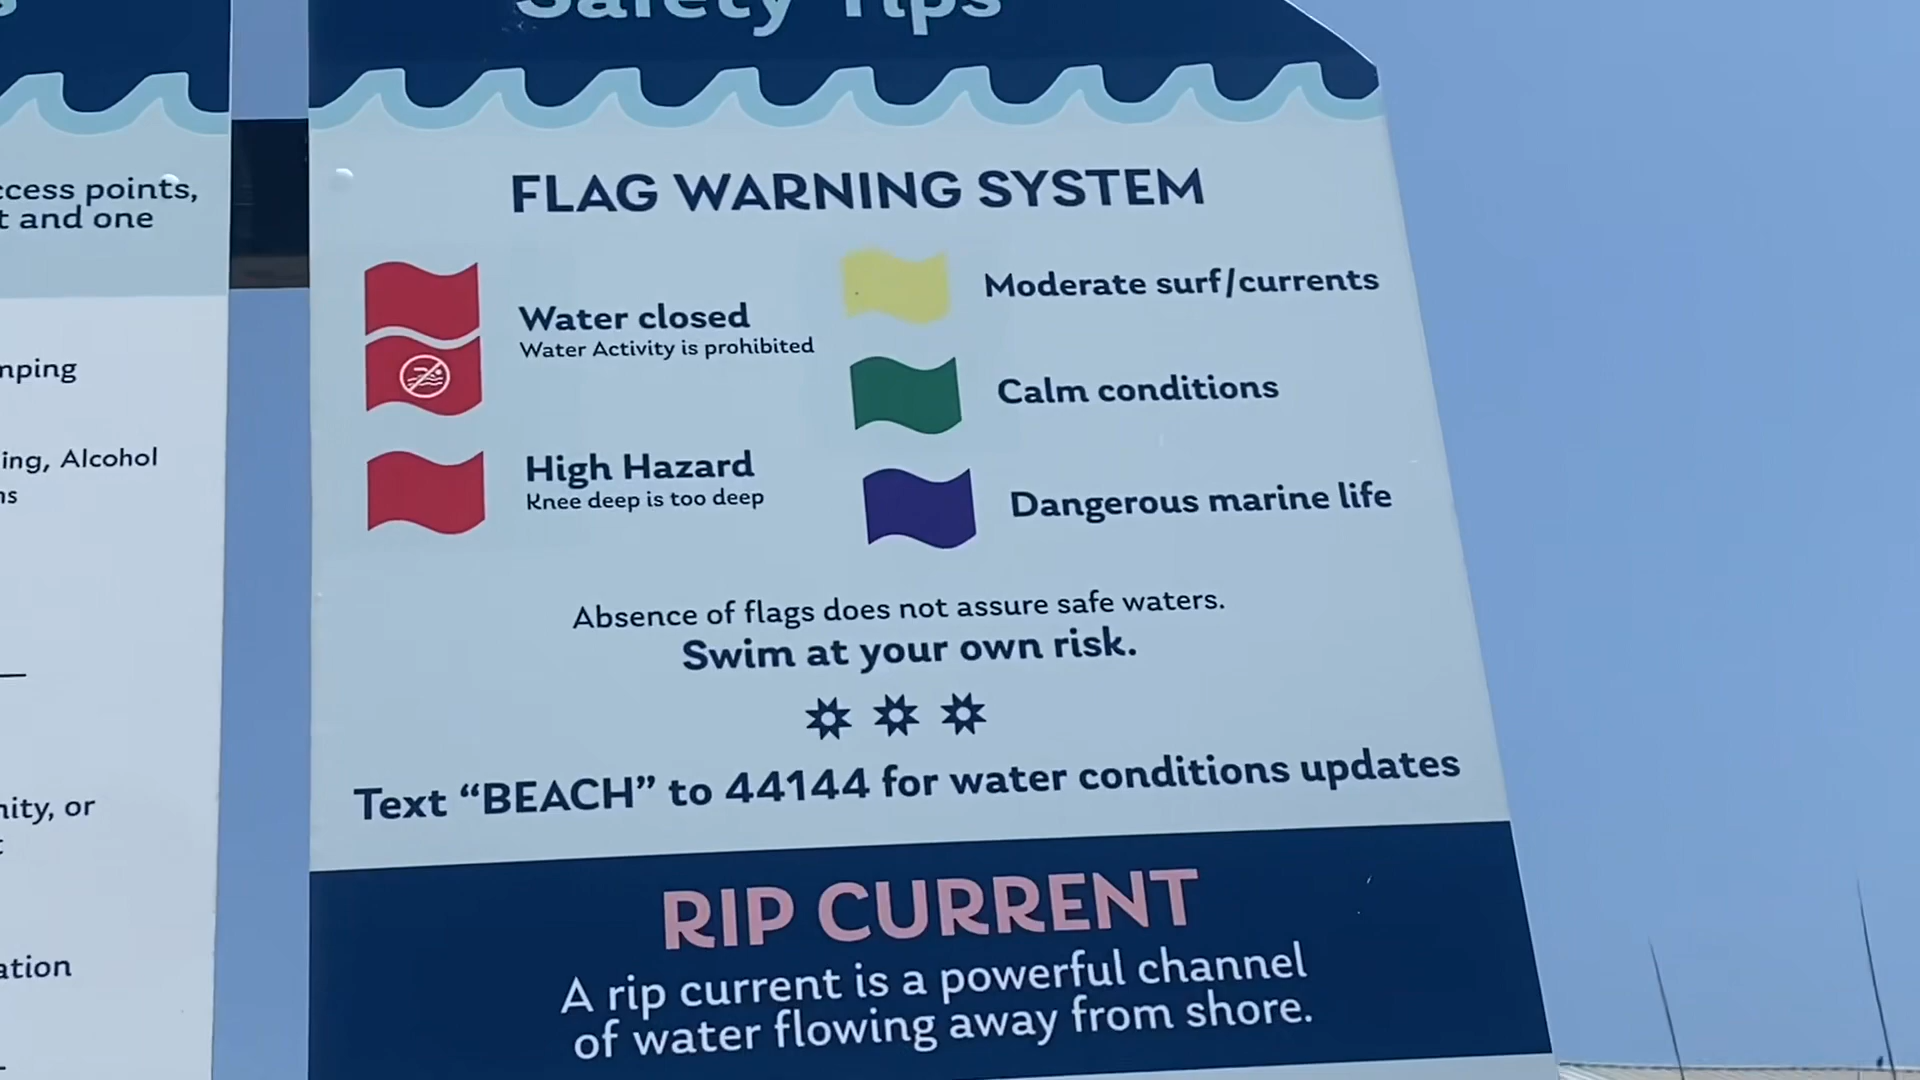 Safety Tips
ccess points,
t and one
mping
ing, Alcohol
ns
nity, or
ation
FLAG WARNING SYSTEM
Water closed
Water Activity is prohibited
High Hazard
Knee deep is too deep
Moderate surf/currents
Calm conditions
Dangerous marine life
Absence of flags does not assure safe waters.
Swim at your own risk.
Text “BEACH” to 44144 for water conditions updates
RIP CURRENT
A rip current is a powerful channel
of water flowing away from shore.